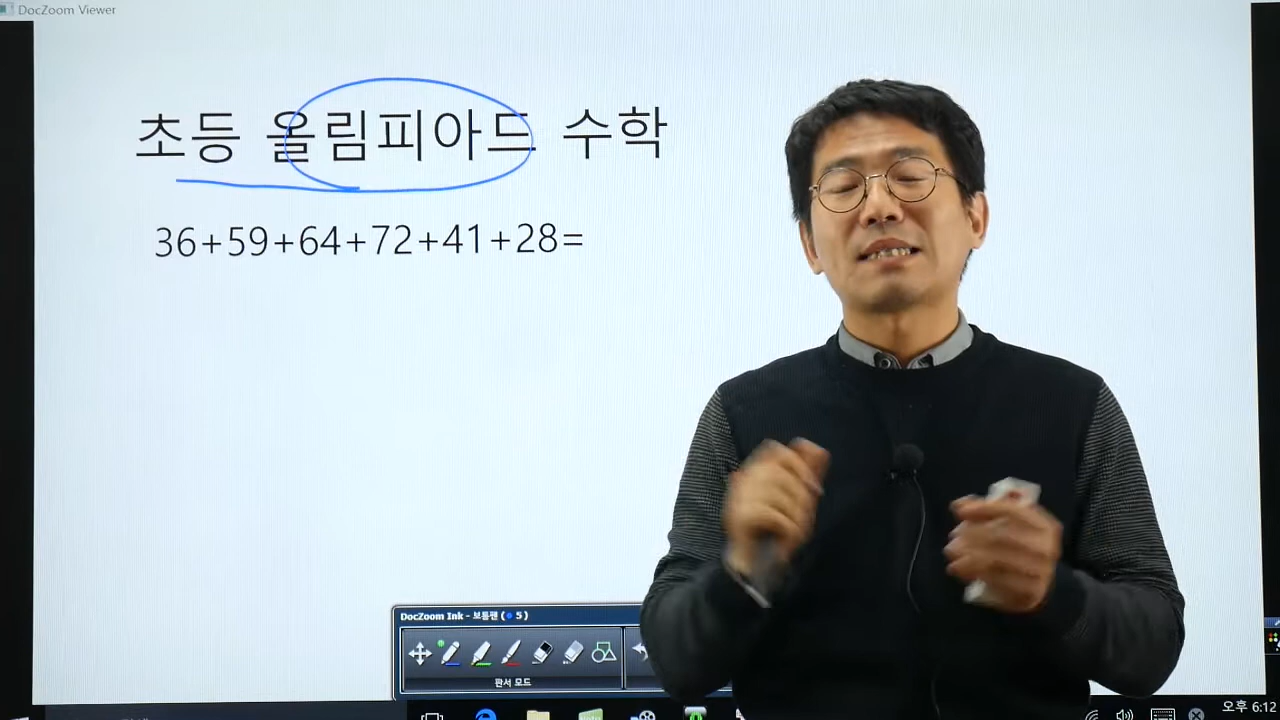 DocZoom Viewer
초등 올림피아드 수학
36+59+64+72+41+28=
DocZoom Ink - 보통펜 ( 5 )
판서 모드
오후 6:12